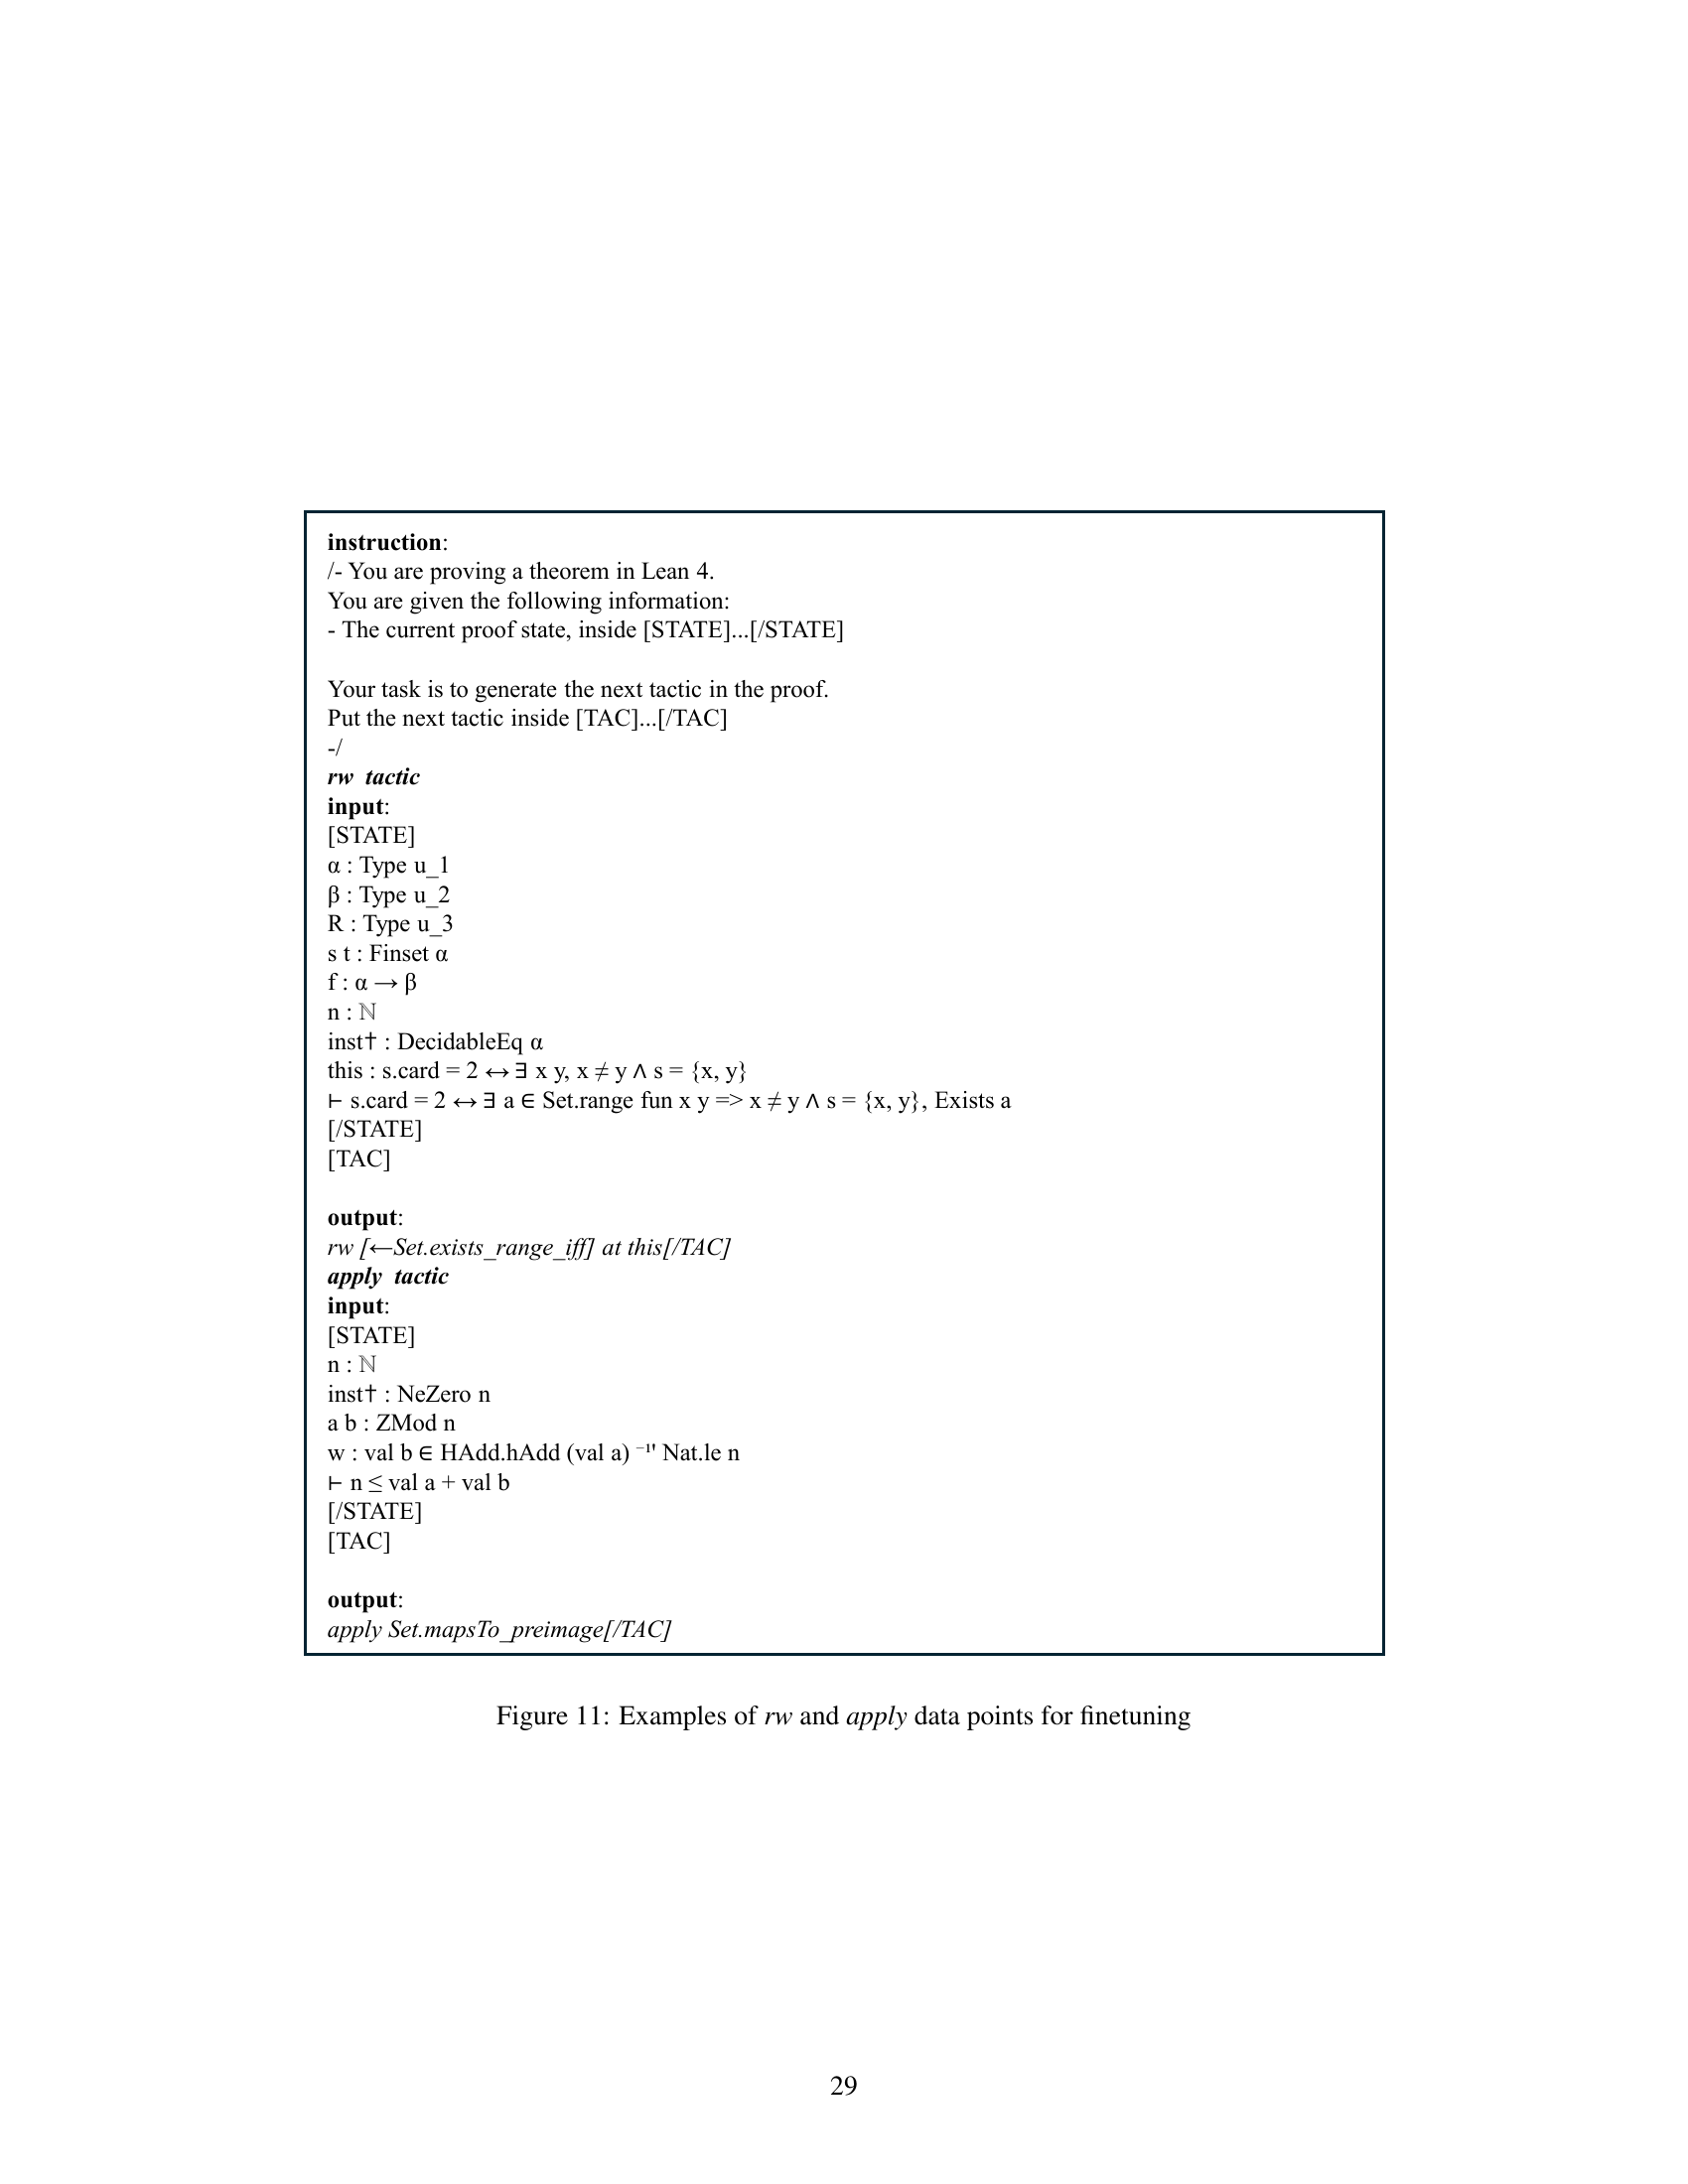 instruction:
/- You are proving a theorem in Lean 4.
You are given the following information:
- The current proof state, inside [STATE]...[/STATE]
Your task is to generate the next tactic in the proof.
Put the next tactic inside [TAC]...[/TAC]
-/
rw tactic
input:
[STATE]
α : Type u_1
β : Type u_2
R : Type u_3
s t : Finset α
f : α → β
n : ℕ
inst† : DecidableEq α
this : s.card = 2 ↔ ∃ x y, x ≠ y ∧ s = {x, y}
⊢ s.card = 2 ↔ ∃ a ∈ Set.range fun x y => x ≠ y ∧ s = {x, y}, Exists a
[/STATE]
[TAC]
output:
rw [←Set.exists_range_iff] at this[/TAC]
apply tactic
input:
[STATE]
n : ℕ
inst† : NeZero n
a b : ZMod n
w : val b ∈ HAdd.hAdd (val a) ⁻¹' Nat.le n
⊢ n ≤ val a + val b
[/STATE]
[TAC]
output:
apply Set.mapsTo_preimage[/TAC]
Figure 11: Examples of rw and apply data points for finetuning
29